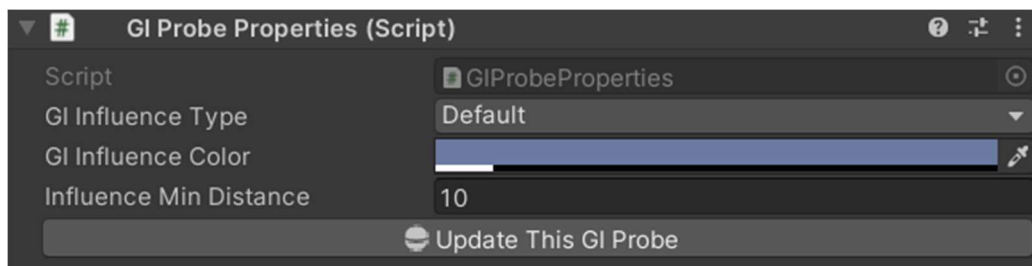 GI Probe Properties (Script)
Script GIProbeProperties
GI Influence Type Default
GI Influence Color
Influence Min Distance 10
Update This GI Probe